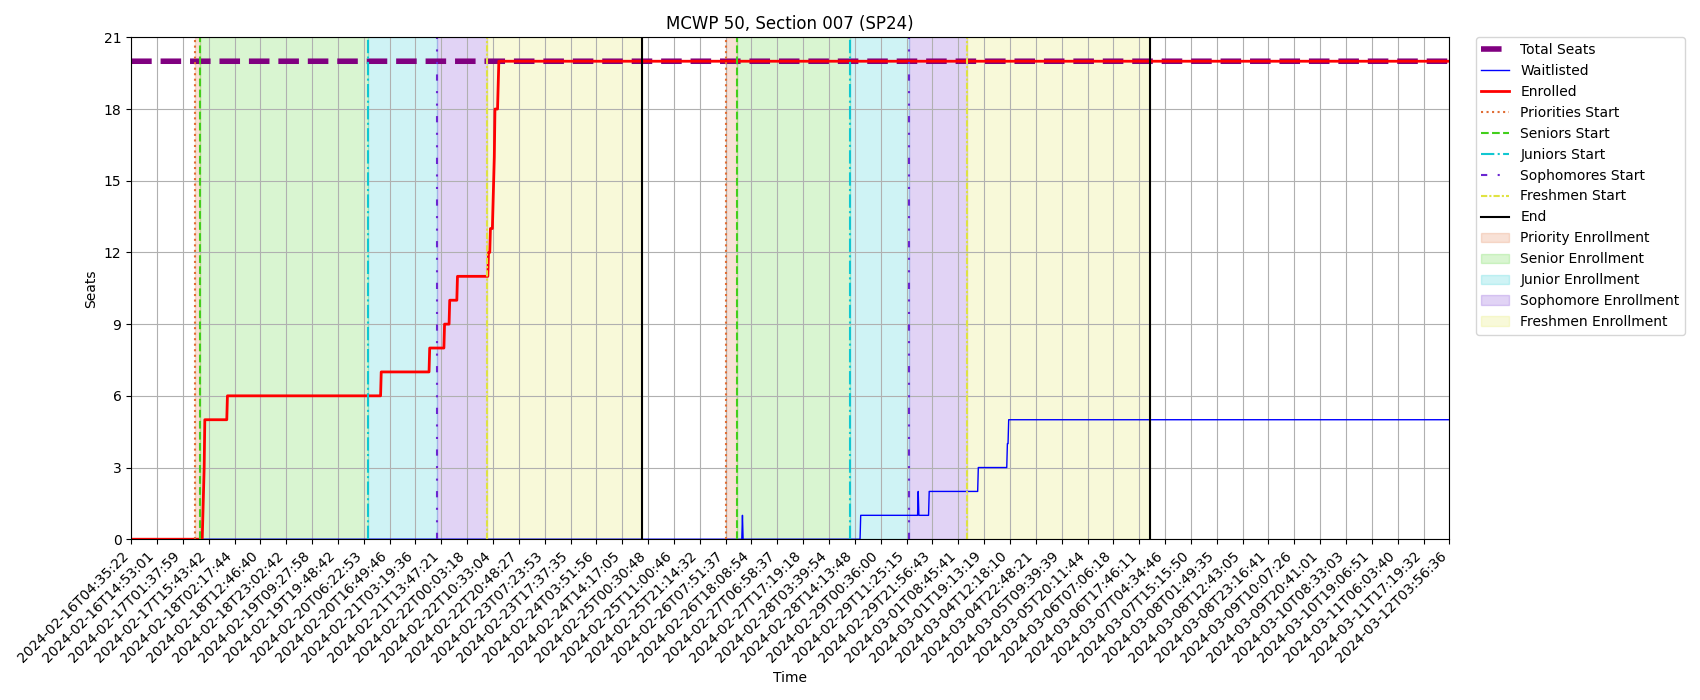 MCWP 50, Section 007 (SP24)
21
18
15
12
9
6
3
0
Seats
2024-02-16T04:35:22
2024-02-16T14:53:01
2024-02-17T01:37:59
2024-02-17T15:43:42
2024-02-18T02:17:44
2024-02-18T12:46:40
2024-02-18T23:02:42
2024-02-19T09:27:58
2024-02-19T19:48:42
2024-02-20T06:22:53
2024-02-20T16:49:46
2024-02-21T03:19:36
2024-02-21T13:47:21
2024-02-22T00:03:18
2024-02-22T10:33:04
2024-02-22T20:48:27
2024-02-23T07:23:53
2024-02-23T17:37:35
2024-02-24T03:51:56
2024-02-24T14:17:05
2024-02-25T00:30:48
2024-02-25T11:00:46
2024-02-25T21:14:32
2024-02-26T07:51:37
2024-02-26T18:08:54
2024-02-27T06:58:37
2024-02-27T17:19:18
2024-02-28T03:39:54
2024-02-28T14:13:48
2024-02-29T00:36:00
2024-02-29T11:25:15
2024-02-29T21:56:43
2024-03-01T08:45:41
2024-03-01T19:13:19
2024-03-04T12:18:10
2024-03-04T22:48:21
2024-03-05T09:39:39
2024-03-05T20:11:44
2024-03-06T07:06:18
2024-03-06T17:46:11
2024-03-07T04:34:46
2024-03-07T15:15:50
2024-03-08T01:49:35
2024-03-08T12:43:05
2024-03-08T23:16:41
2024-03-09T10:07:26
2024-03-09T20:41:01
2024-03-10T08:33:03
2024-03-10T19:06:51
2024-03-11T06:03:40
2024-03-11T17:19:32
2024-03-12T03:56:36
Time
Total Seats
Waitlisted
Enrolled
Priorities Start
Seniors Start
Juniors Start
Sophomores Start
Freshmen Start
End
Priority Enrollment
Senior Enrollment
Junior Enrollment
Sophomore Enrollment
Freshmen Enrollment